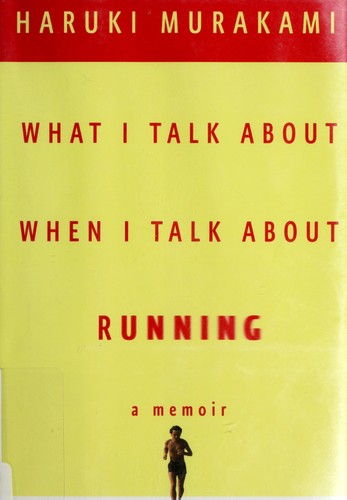 HARUKI MURAKAMI
WHAT I TALK ABOUT
WHEN I TALK ABOUT
RUNNING
a memoir